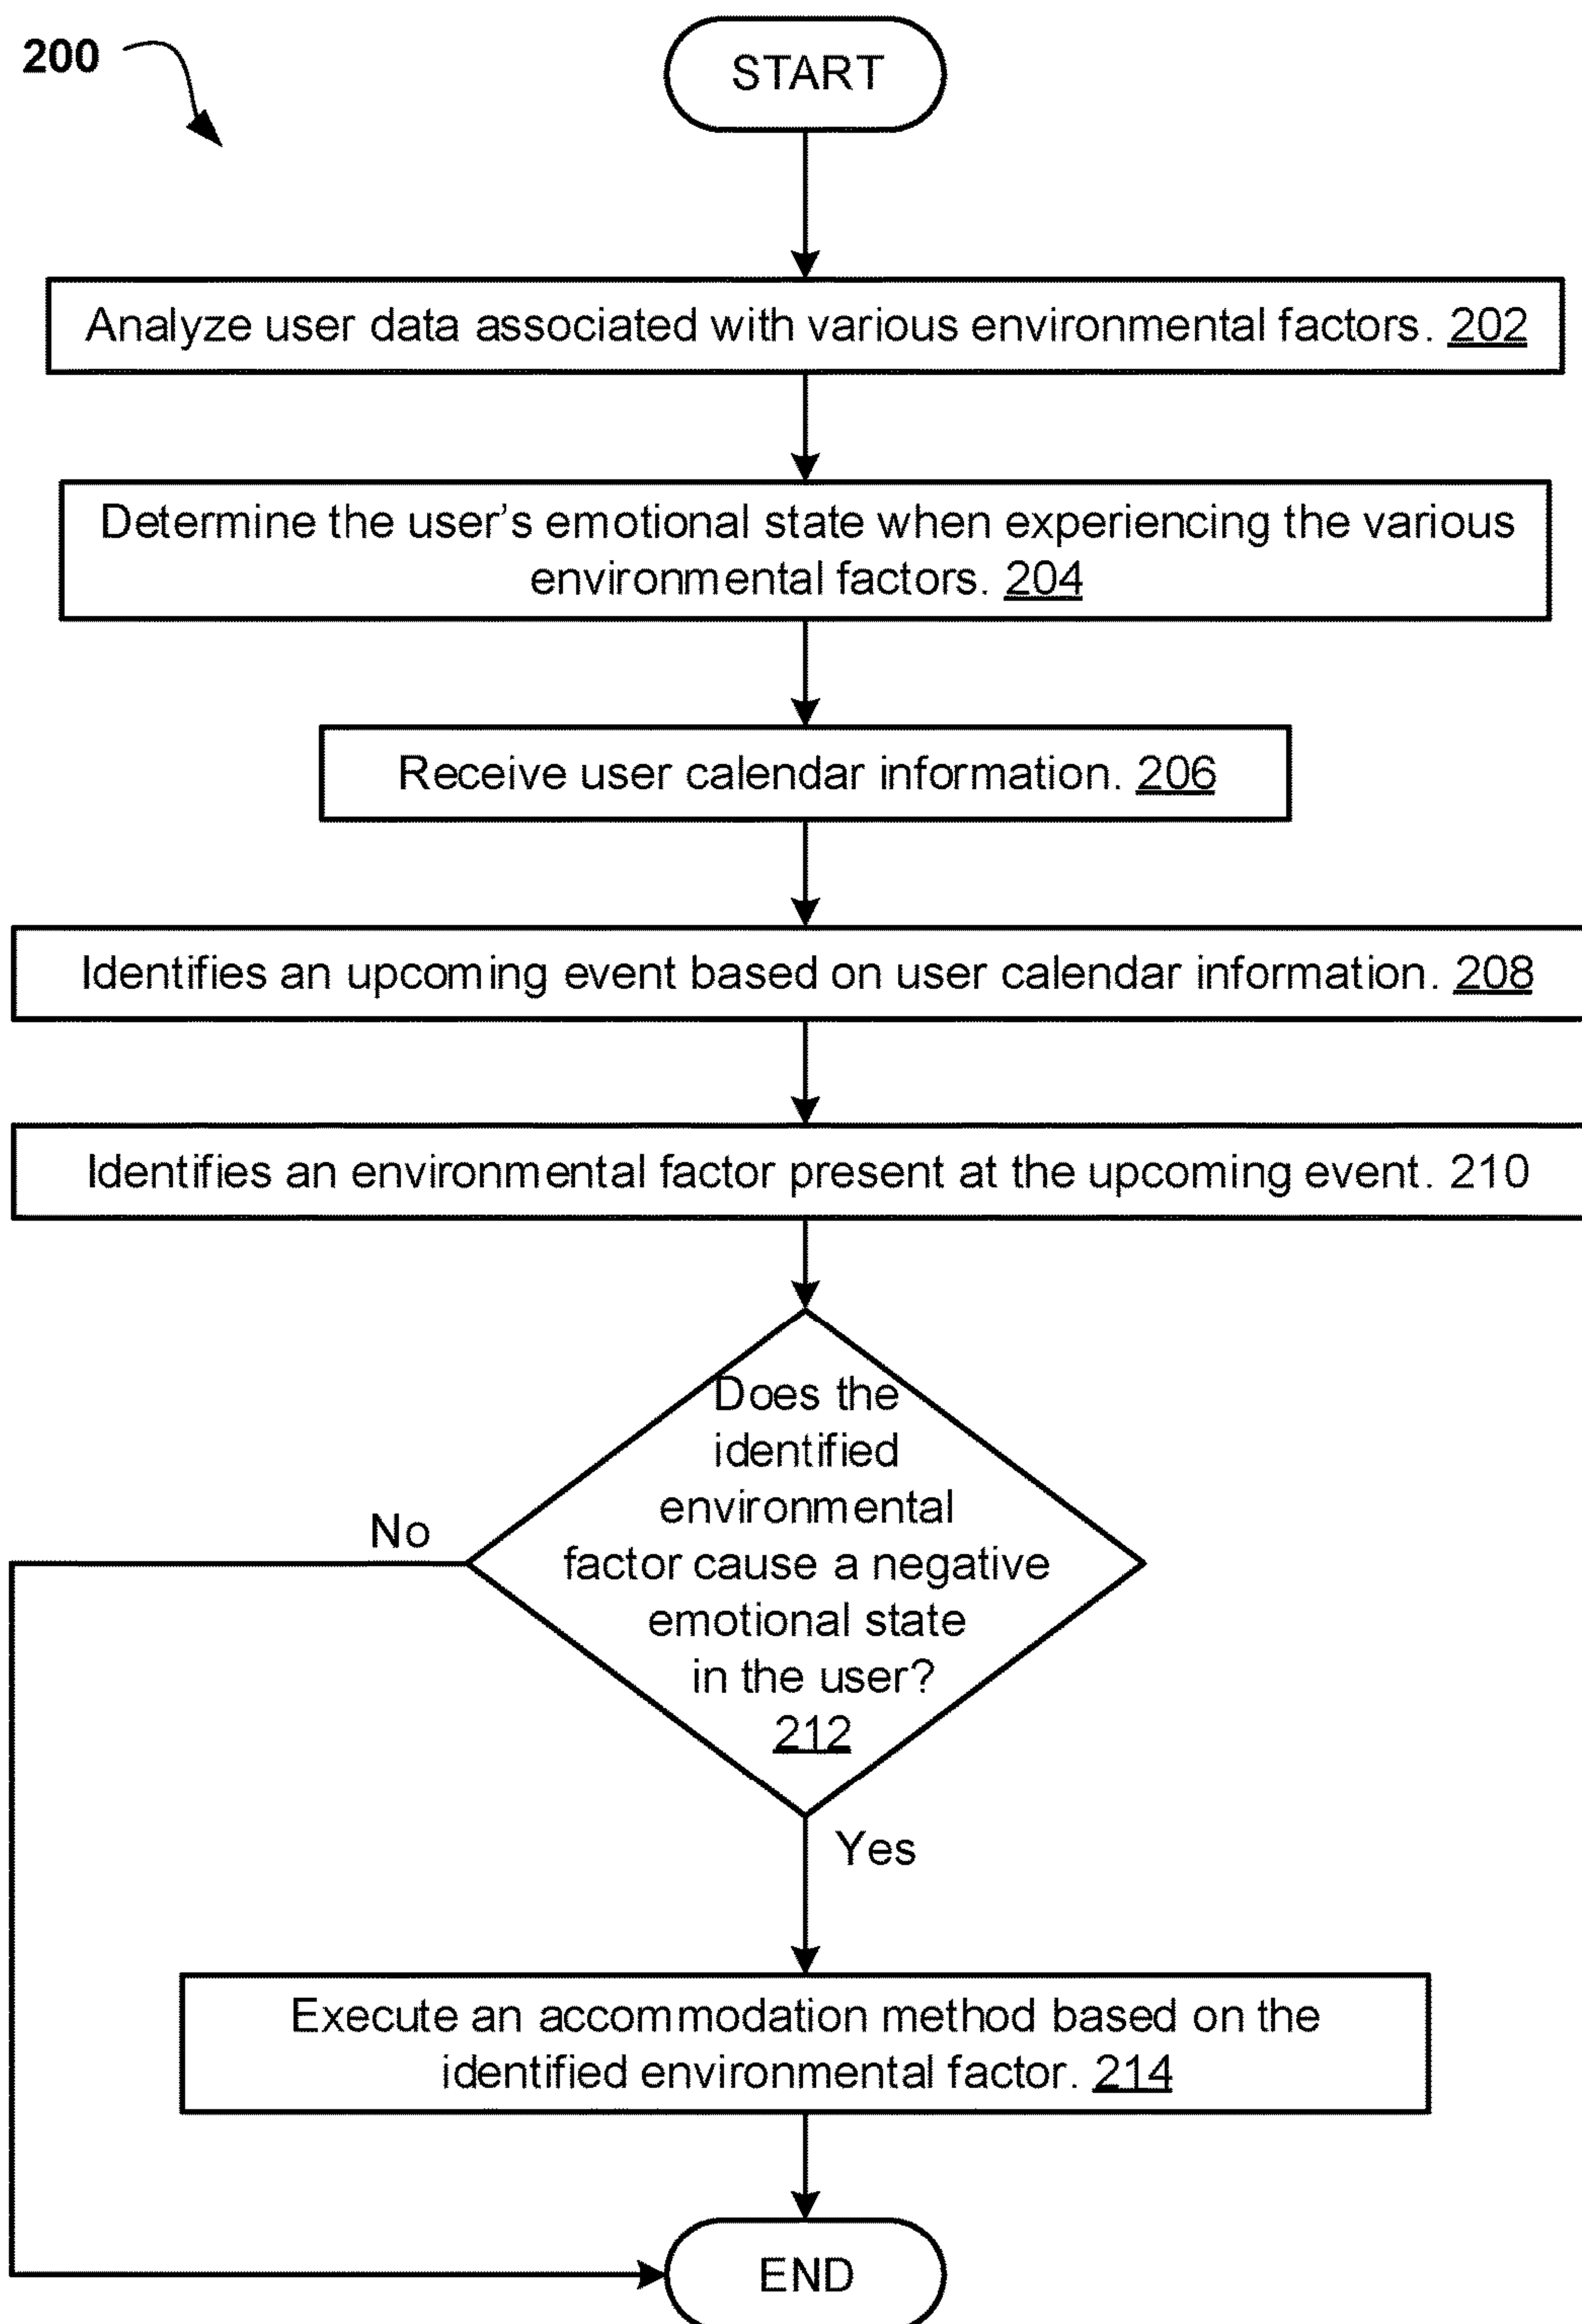 200
START
Analyze user data associated with various environmental factors. 202
Determine the user's emotional state when experiencing the various
environmental factors. 204
Receive user calendar information. 206
Identifies an upcoming event based on user calendar information. 208
Identifies an environmental factor present at the upcoming event. 210
Does the
identified
environmental
factor cause a negative
emotional state
in the user?
212
No
Yes
Execute an accommodation method based on the
identified environmental factor. 214
END